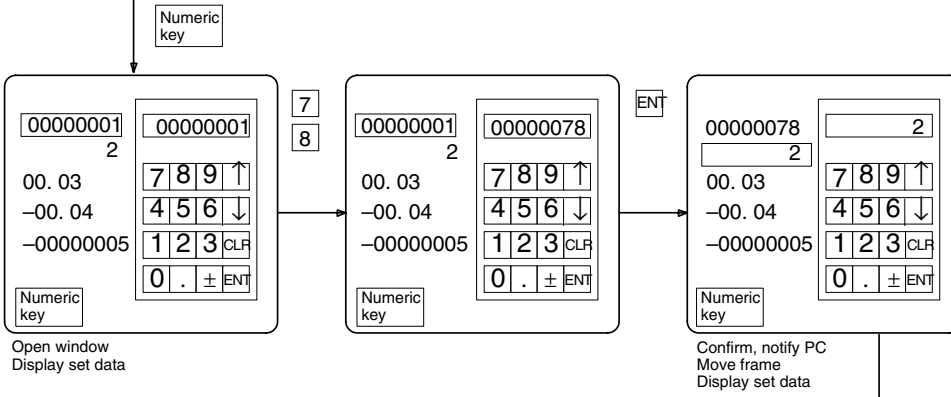 Numeric
key
00000001
2
00. 03
–00. 04
–00000005
Numeric
key
00000001
7 8 9 ↑
4 5 6 ↓
1 2 3 CLR
0 . ± ENT
Open window
Display set data
7
8
00000001
2
00. 03
–00. 04
–00000005
Numeric
key
00000078
7 8 9 ↑
4 5 6 ↓
1 2 3 CLR
0 . ± ENT
ENT
00000078
2
00. 03
–00. 04
–00000005
Numeric
key
2
7 8 9 ↑
4 5 6 ↓
1 2 3 CLR
0 . ± ENT
Confirm, notify PC
Move frame
Display set data